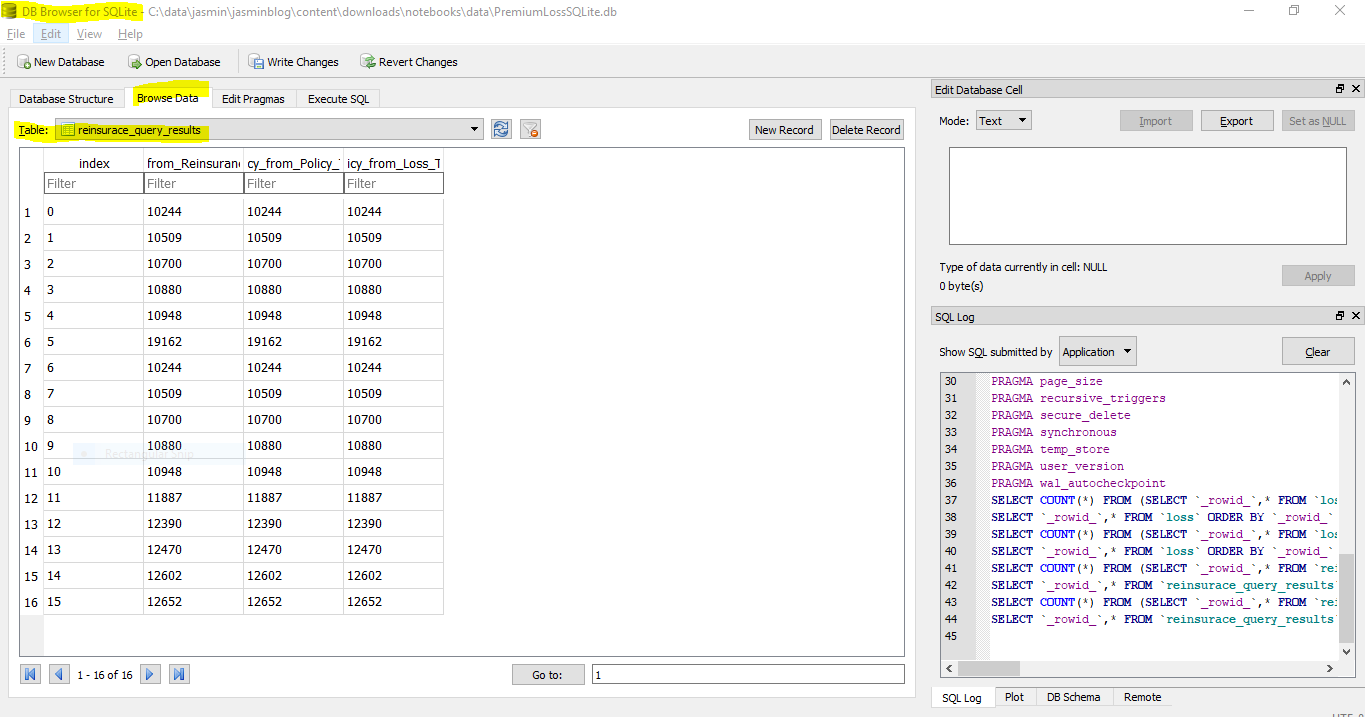 DB Browser for SQLite - C:\data\jasmin\jasminblog\content\downloads\notebooks\data\PremiumLossSQLite.db
File Edit View Help
New Database Open Database Write Changes Revert Changes
Database Structure Browse Data Edit Pragmas Execute SQL
Table: reinsurace_query_results New Record Delete Record
index from_Reinsuran cy_from_Policy_ icy_from_Loss_T
Filter Filter Filter Filter
1 0 10244 10244 10244
2 1 10509 10509 10509
3 2 10700 10700 10700
4 3 10880 10880 10880
5 4 10948 10948 10948
6 5 19162 19162 19162
7 6 10244 10244 10244
8 7 10509 10509 10509
9 8 10700 10700 10700
10 9 10880 10880 10880
11 10 10948 10948 10948
12 11 11887 11887 11887
13 12 12390 12390 12390
14 13 12470 12470 12470
15 14 12602 12602 12602
16 15 12652 12652 12652
1 - 16 of 16 Go to: 1
Edit Database Cell
Mode: Text Import Export Set as NULL
Type of data currently in cell: NULL
0 byte(s)
Apply
SQL Log
Show SQL submitted by Application Clear
30 PRAGMA page_size
31 PRAGMA recursive_triggers
32 PRAGMA secure_delete
33 PRAGMA synchronous
34 PRAGMA temp_store
35 PRAGMA user_version
36 PRAGMA wal_autocheckpoint
37 SELECT COUNT(*) FROM (SELECT `_rowid_`,* FROM `los
38 SELECT `_rowid_`,* FROM `loss` ORDER BY `_rowid_`
39 SELECT COUNT(*) FROM (SELECT `_rowid_`,* FROM `los
40 SELECT `_rowid_`,* FROM `loss` ORDER BY `_rowid_`
41 SELECT COUNT(*) FROM (SELECT `_rowid_`,* FROM `rei
42 SELECT `_rowid_`,* FROM `reinsurace_query_results`
43 SELECT COUNT(*) FROM (SELECT `_rowid_`,* FROM `rei
44 SELECT `_rowid_`,* FROM `reinsurace_query_results`
45
SQL Log Plot DB Schema Remote